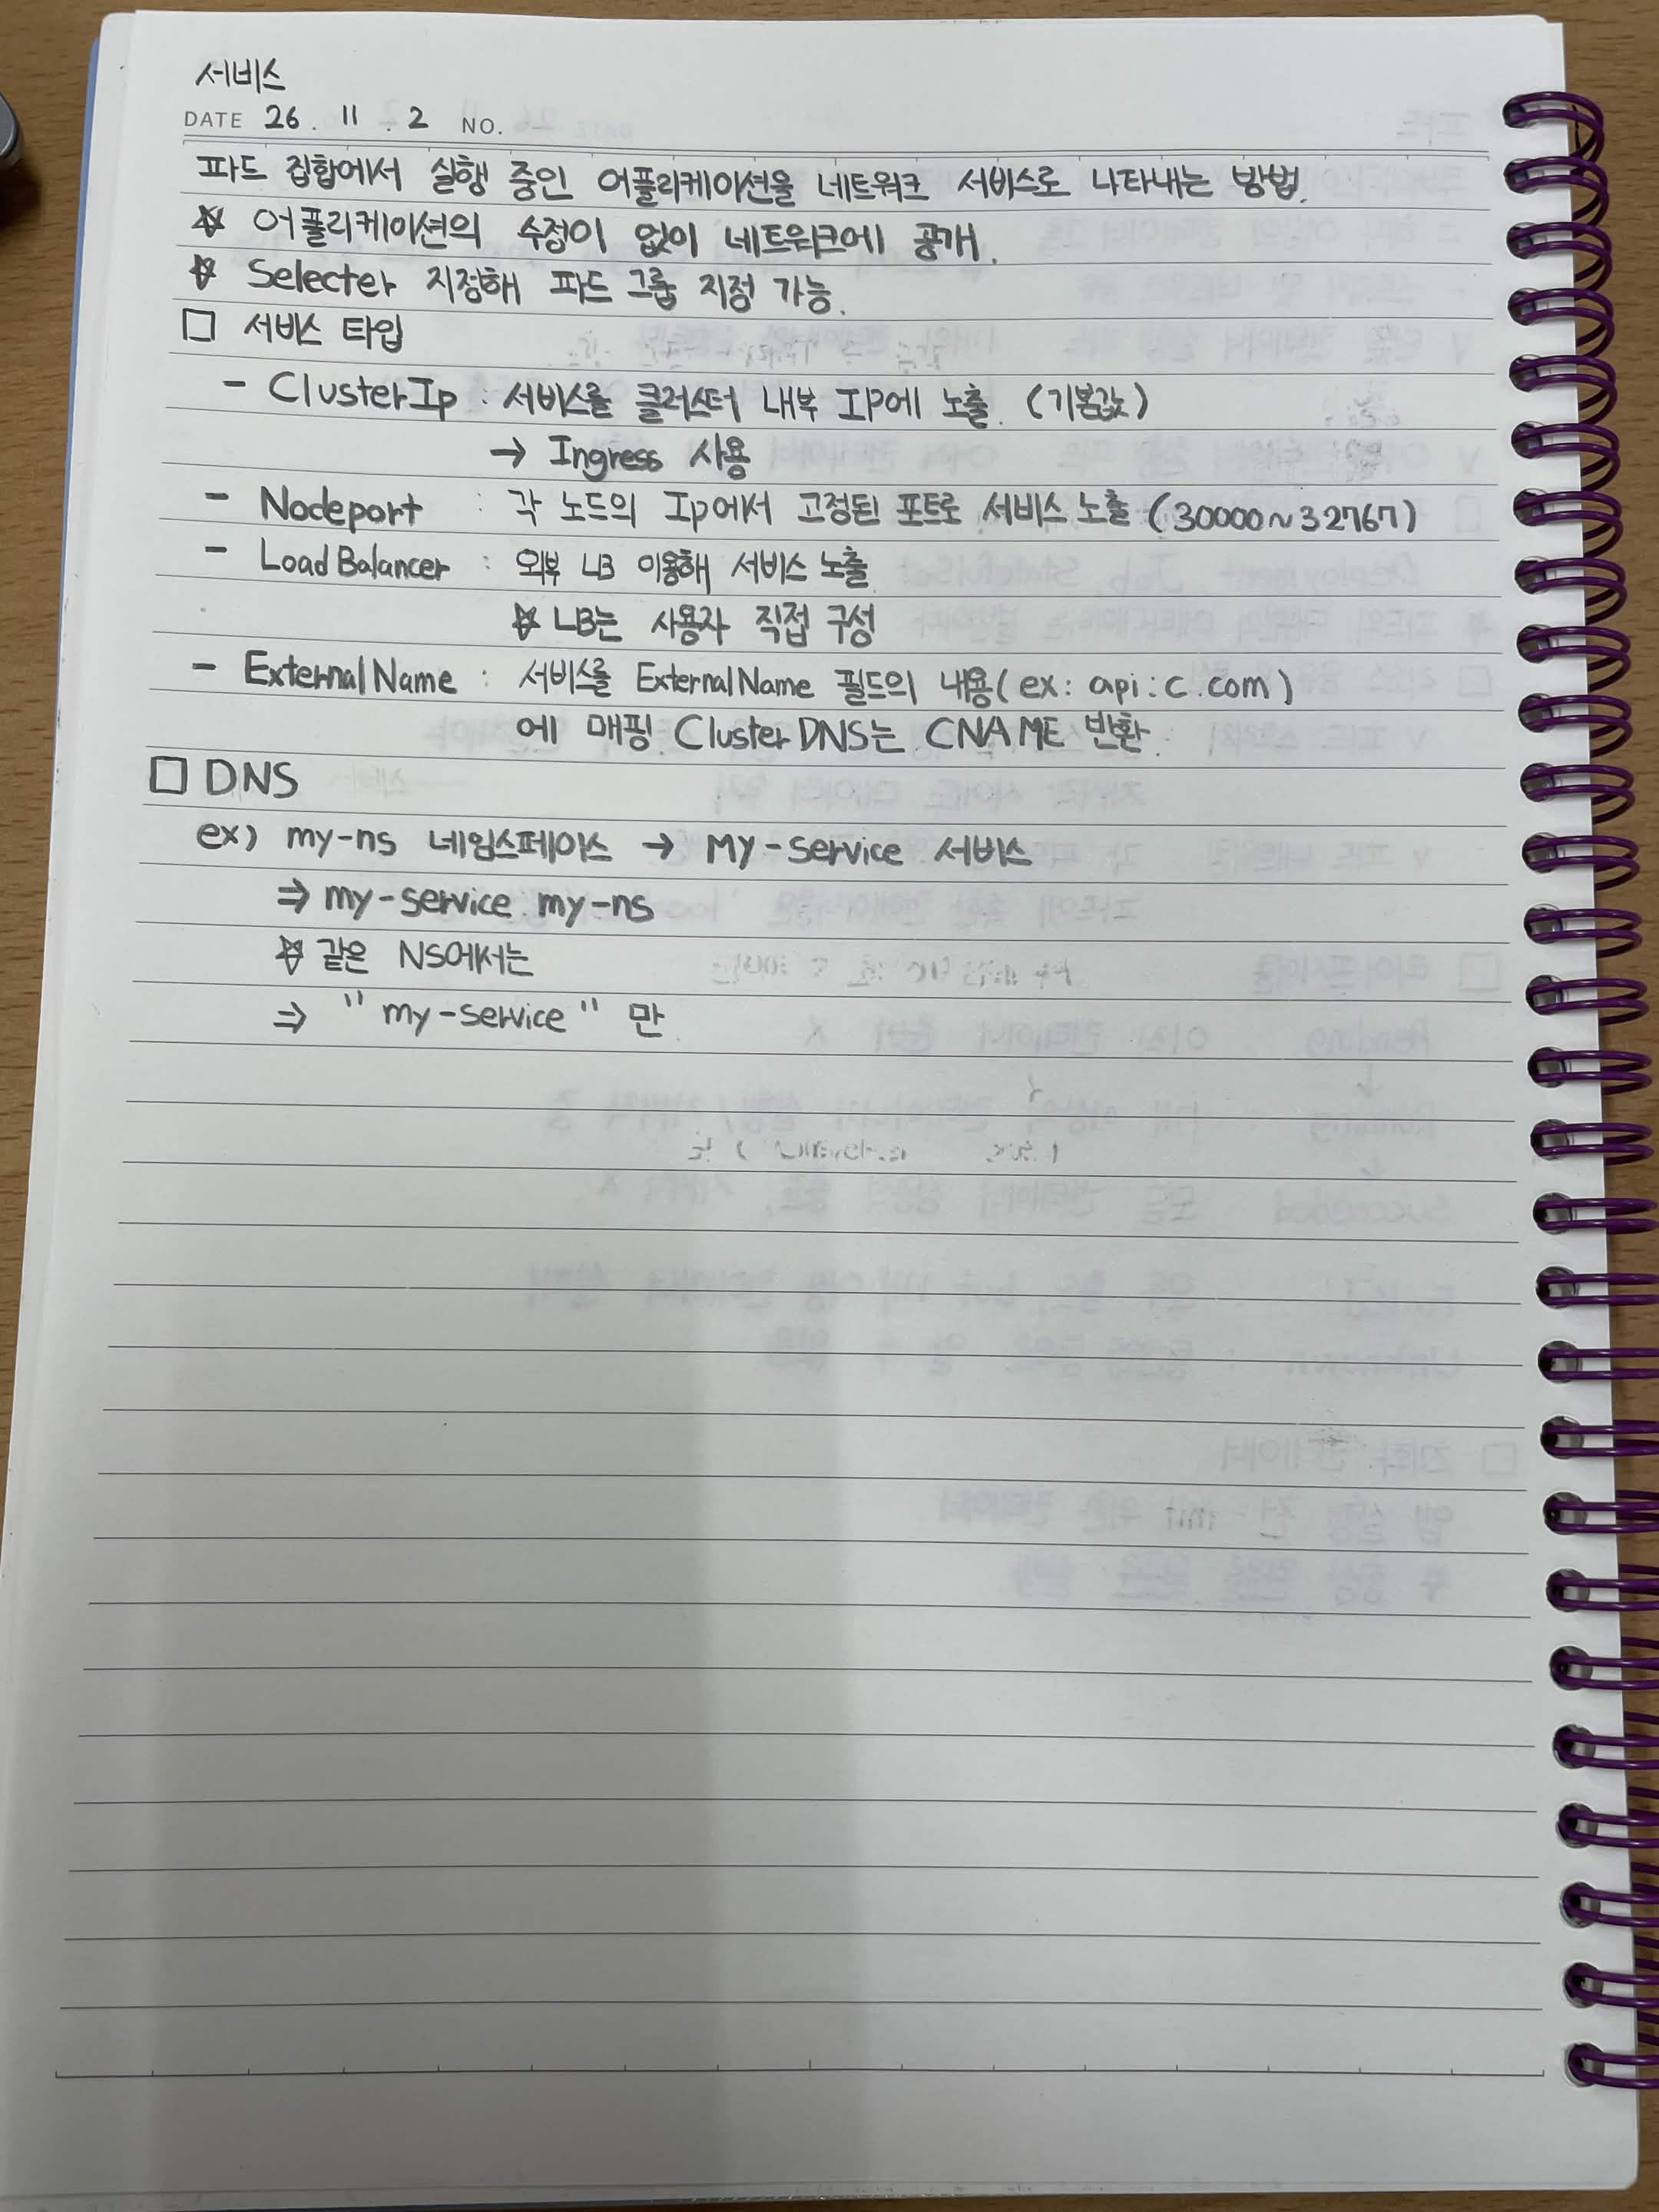 서비스
DATE 26 . 11 . 2 NO.
파드 집합에서 실행 중인 어플리케이션을 네트워크 서비스로 나타내는 방법.
☆ 어플리케이션의 수정이 없이 네트워크에 공개.
☆ Selecter 지정해 파드 그룹 지정 가능.
□ 서비스 타입
- ClusterIp : 서비스를 클러스터 내부 IP에 노출. (기본값)
→ Ingress 사용
- Nodeport : 각 노드의 Ip에서 고정된 포트로 서비스 노출 (30000~32767)
- LoadBalancer : 외부 LB 이용해 서비스 노출
☆ LB는 사용자 직접 구성
- ExternalName : 서비스를 ExternalName 필드의 내용(ex: api:c.com)
에 매핑 Cluster DNS는 CNAME 반환.
□ DNS
ex) my-ns 네임스페이스 → MY-service 서비스
⇒ my-service.my-ns
☆ 같은 NS에서는
⇒ "my-service" 만